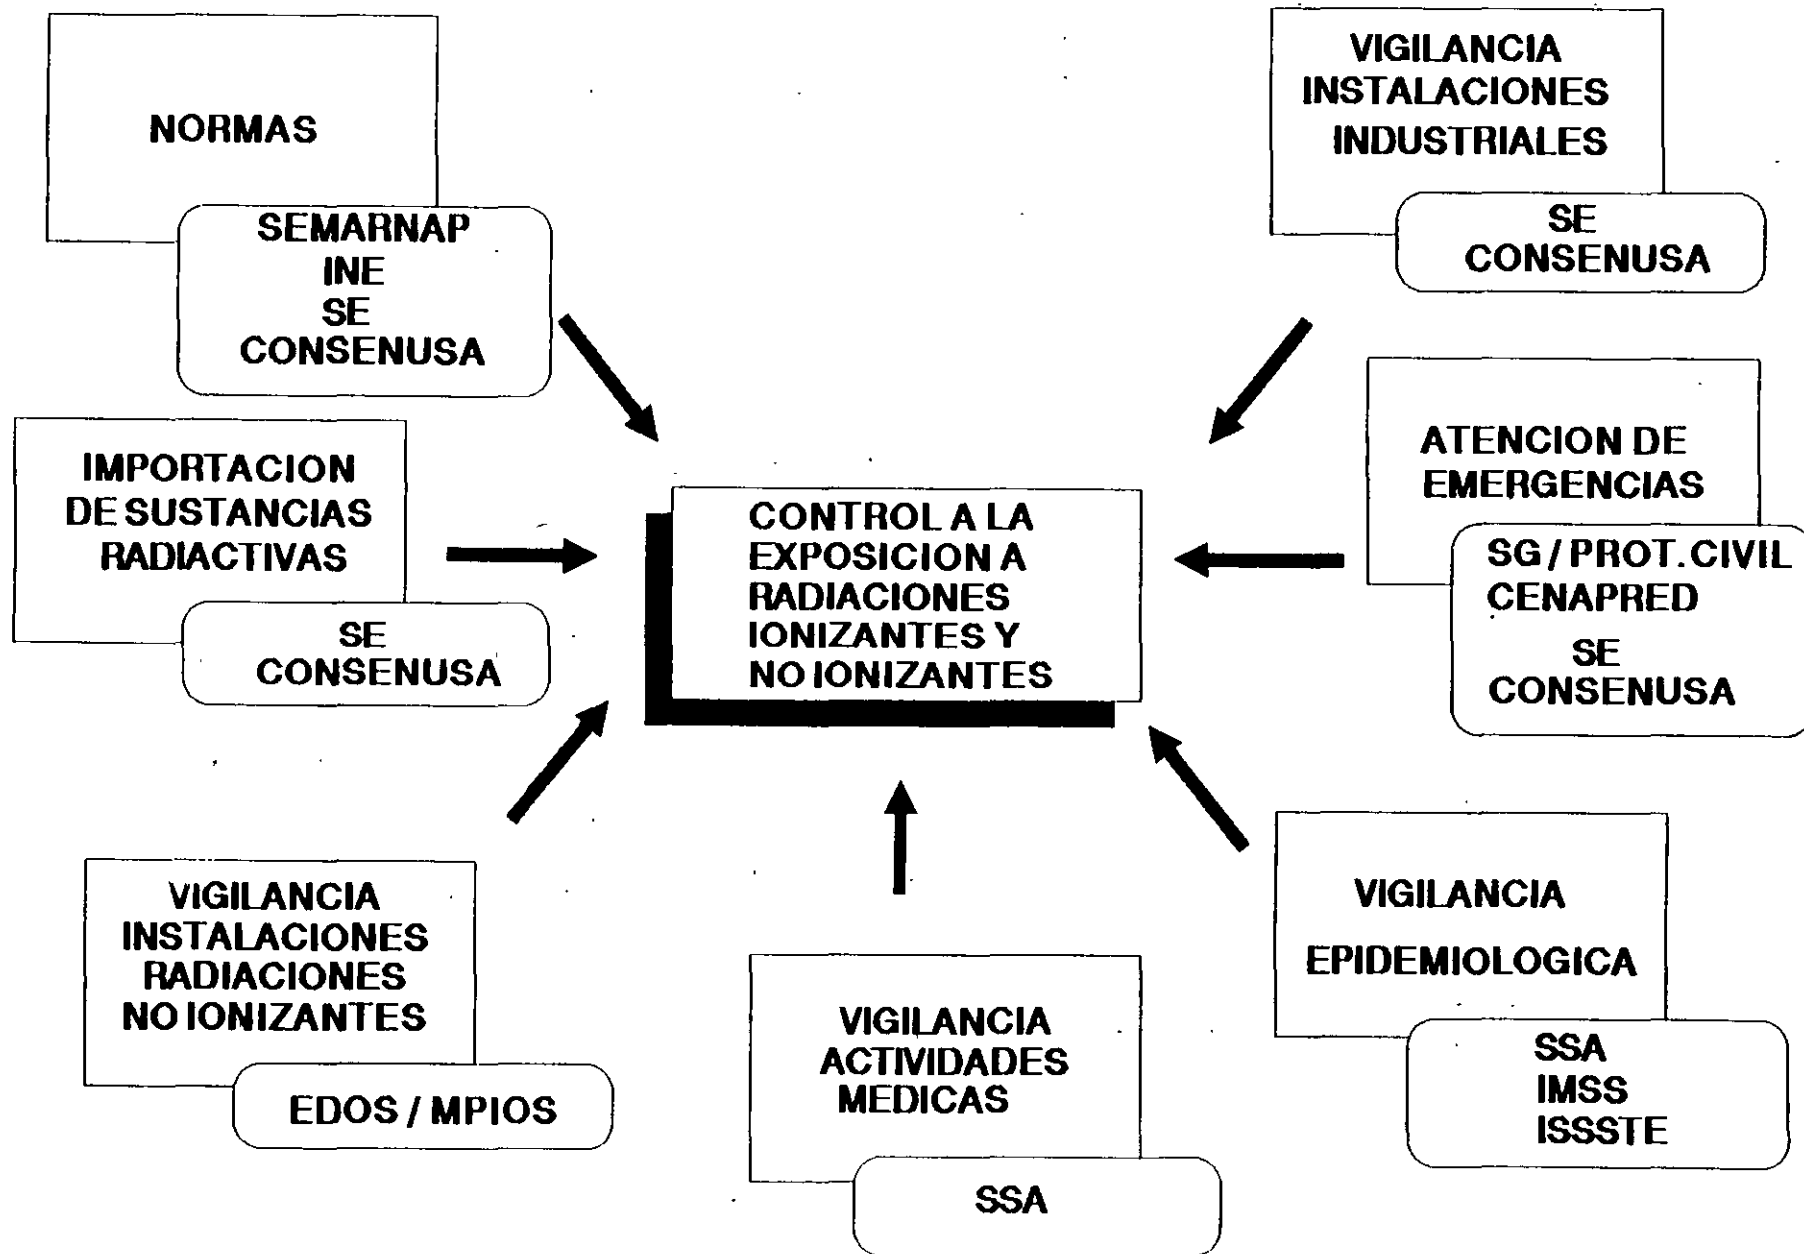 NORMAS
SEMARNAP
INE
SE
CONSENUSA
VIGILANCIA
INSTALACIONES
INDUSTRIALES
SE
CONSENUSA
IMPORTACION
DE SUSTANCIAS
RADIACTIVAS
SE
CONSENUSA
CONTROL A LA
EXPOSICION A
RADIACIONES
IONIZANTES Y
NO IONIZANTES
ATENCION DE
EMERGENCIAS
SG / PROT. CIVIL
CENAPRED
SE
CONSENUSA
VIGILANCIA
INSTALACIONES
RADIACIONES
NO IONIZANTES
EDOS / MPIOS
VIGILANCIA
ACTIVIDADES
MEDICAS
SSA
VIGILANCIA
EPIDEMIOLOGICA
SSA
IMSS
ISSSTE